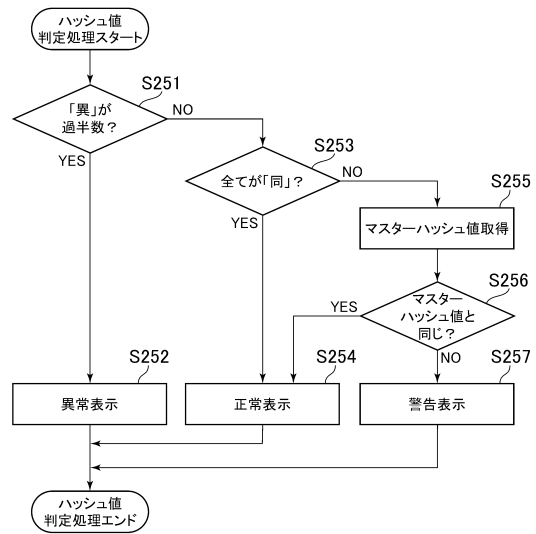 ハッシュ値
判定処理スタート
S251
「異」が
過半数？
NO
YES
S253
全てが「同」？
NO
YES
S255
マスターハッシュ値取得
S256
マスター
ハッシュ値と
同じ？
YES
NO
S252
異常表示
S254
正常表示
S257
警告表示
ハッシュ値
判定処理エンド